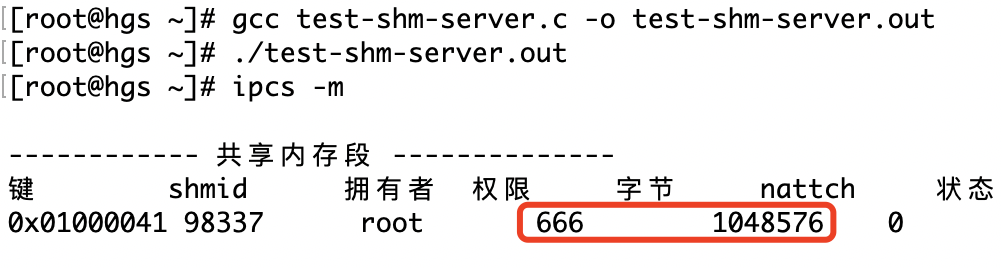 [root@hgs ~]# gcc test-shm-server.c -o test-shm-server.out
[root@hgs ~]# ./test-shm-server.out
[root@hgs ~]# ipcs -m
------------ 共享内存段 --------------
键 shmid 拥有者 权限 字节 nattch 状态
0x01000041 98337 root 666 1048576 0